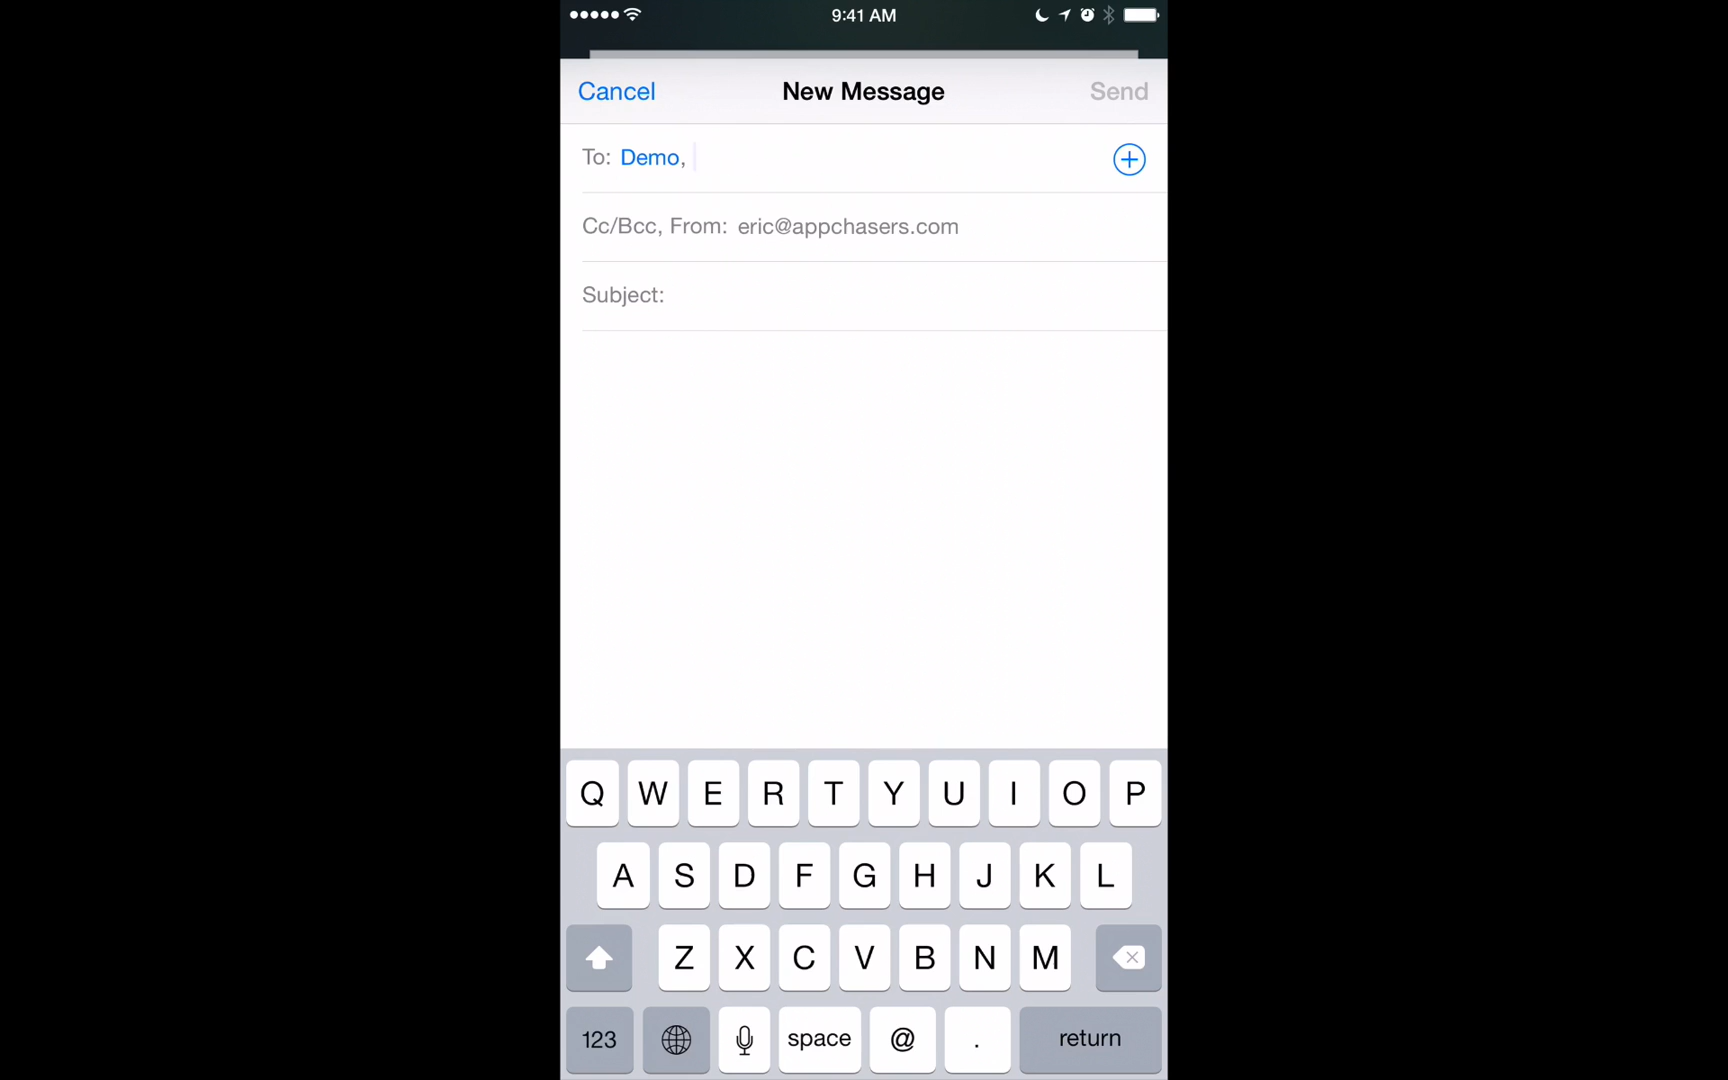 9:41 AM
Cancel New Message Send
To: Demo,
Cc/Bcc, From: eric@appchasers.com
Subject:
Q W E R T Y U I O P
A S D F G H J K L
Z X C V B N M
123 space @ . return